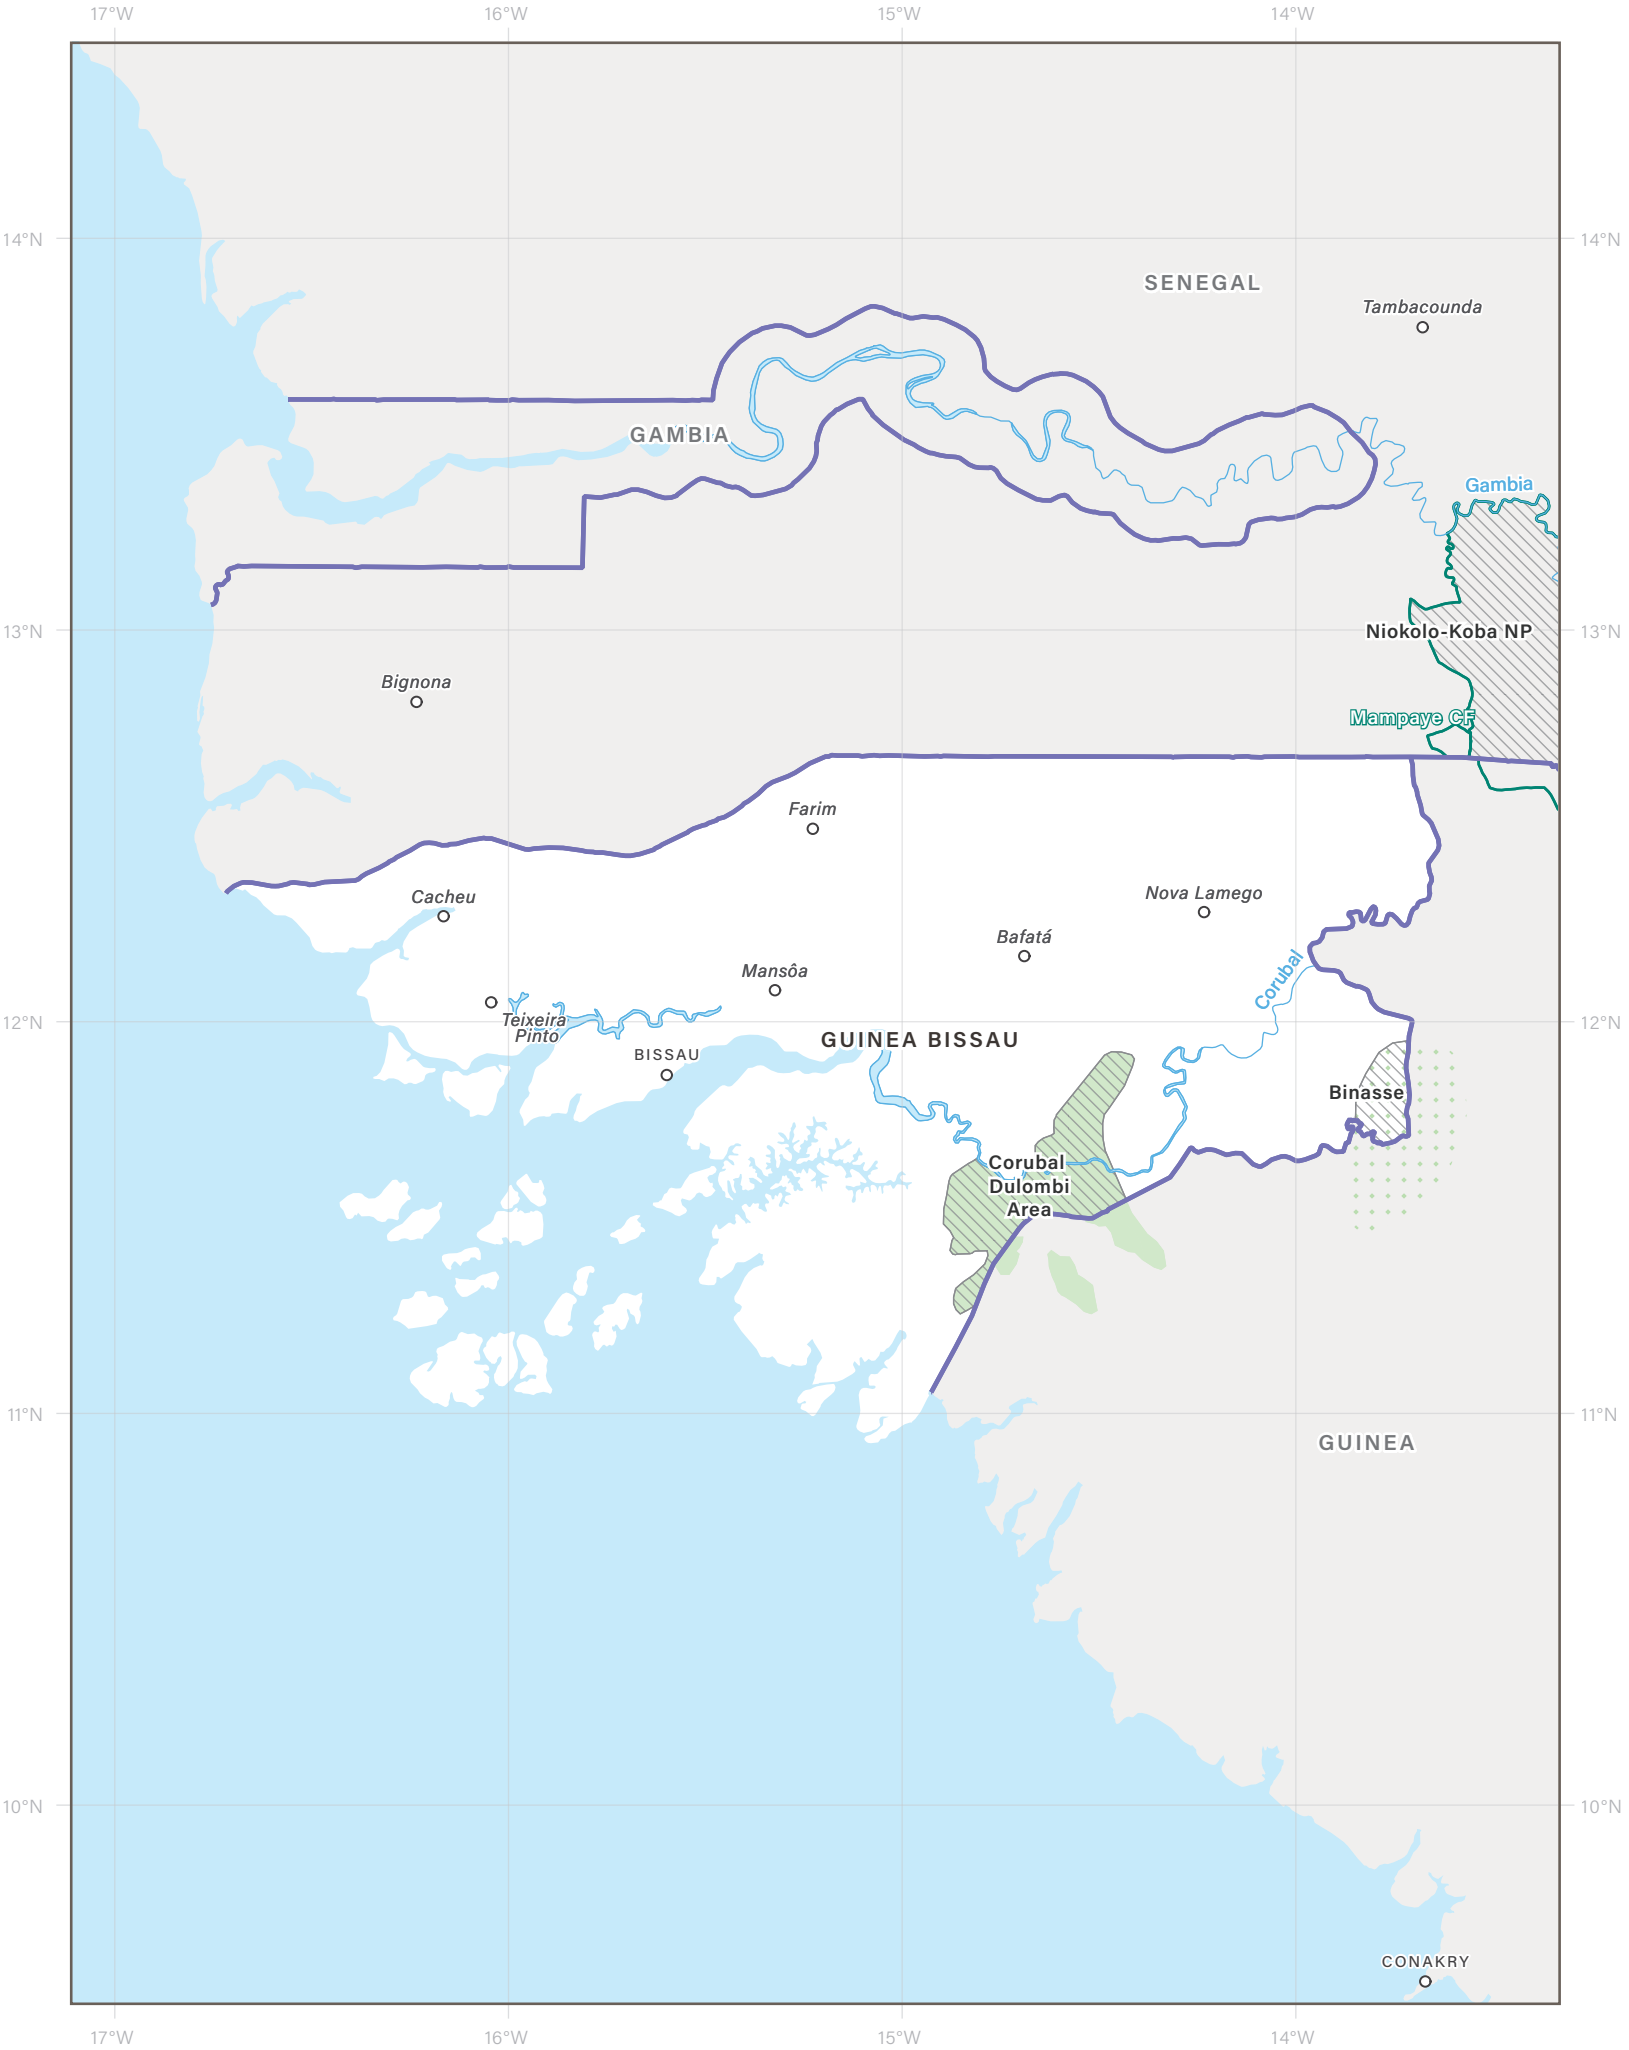 17°W
16°W
15°W
14°W
14°N
14°N
SENEGAL
Tambacounda
GAMBIA
Gambia
13°N
13°N
Niokolo-Koba NP
Bignona
Mampaye CF
Farim
Cacheu
Nova Lamego
Bafatá
Mansôa
Corubal
12°N
12°N
Teixeira
Pinto
GUINEA BISSAU
BISSAU
Binasse
Corubal
Dulombi
Area
11°N
11°N
GUINEA
10°N
10°N
CONAKRY
17°W
16°W
15°W
14°W